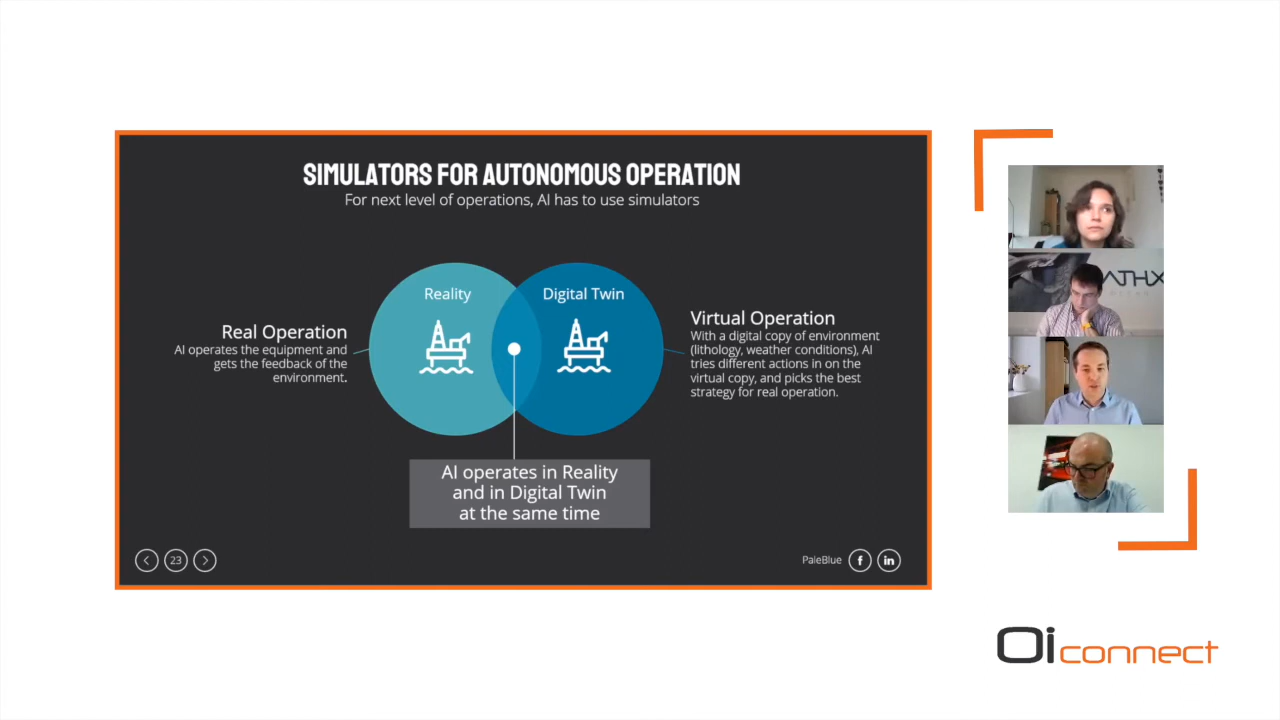 SIMULATORS FOR AUTONOMOUS OPERATION
For next level of operations, AI has to use simulators
Reality
Digital Twin
Real Operation
AI operates the equipment and
gets the feedback of the
environment.
Virtual Operation
With a digital copy of environment
(lithology, weather conditions), AI
tries different actions in on the
virtual copy, and picks the best
strategy for real operation.
AI operates in Reality
and in Digital Twin
at the same time
23
PaleBlue
f
in
Oi connect